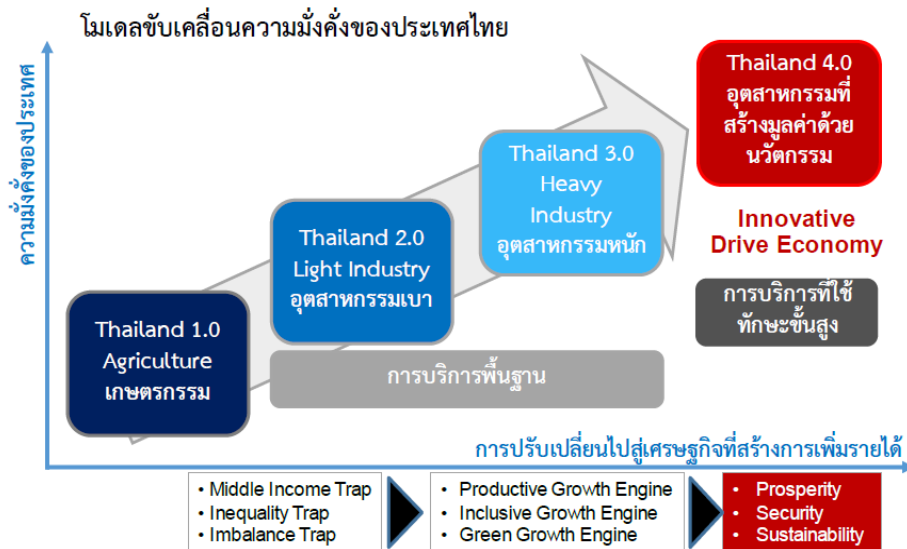 โมเดลขับเคลื่อนความมั่งคั่งของประเทศไทย
ความมั่งคั่งของประเทศ
Thailand 1.0
Agriculture
เกษตรกรรม
Thailand 2.0
Light Industry
อุตสาหกรรมเบา
Thailand 3.0
Heavy
Industry
อุตสาหกรรมหนัก
Thailand 4.0
อุตสาหกรรมที่
สร้างมูลค่าด้วย
นวัตกรรม
Innovative
Drive Economy
การบริการที่ใช้
ทักษะขั้นสูง
การบริการพื้นฐาน
การปรับเปลี่ยนไปสู่เศรษฐกิจที่สร้างการเพิ่มรายได้
• Middle Income Trap
• Inequality Trap
• Imbalance Trap
• Productive Growth Engine
• Inclusive Growth Engine
• Green Growth Engine
• Prosperity
• Security
• Sustainability